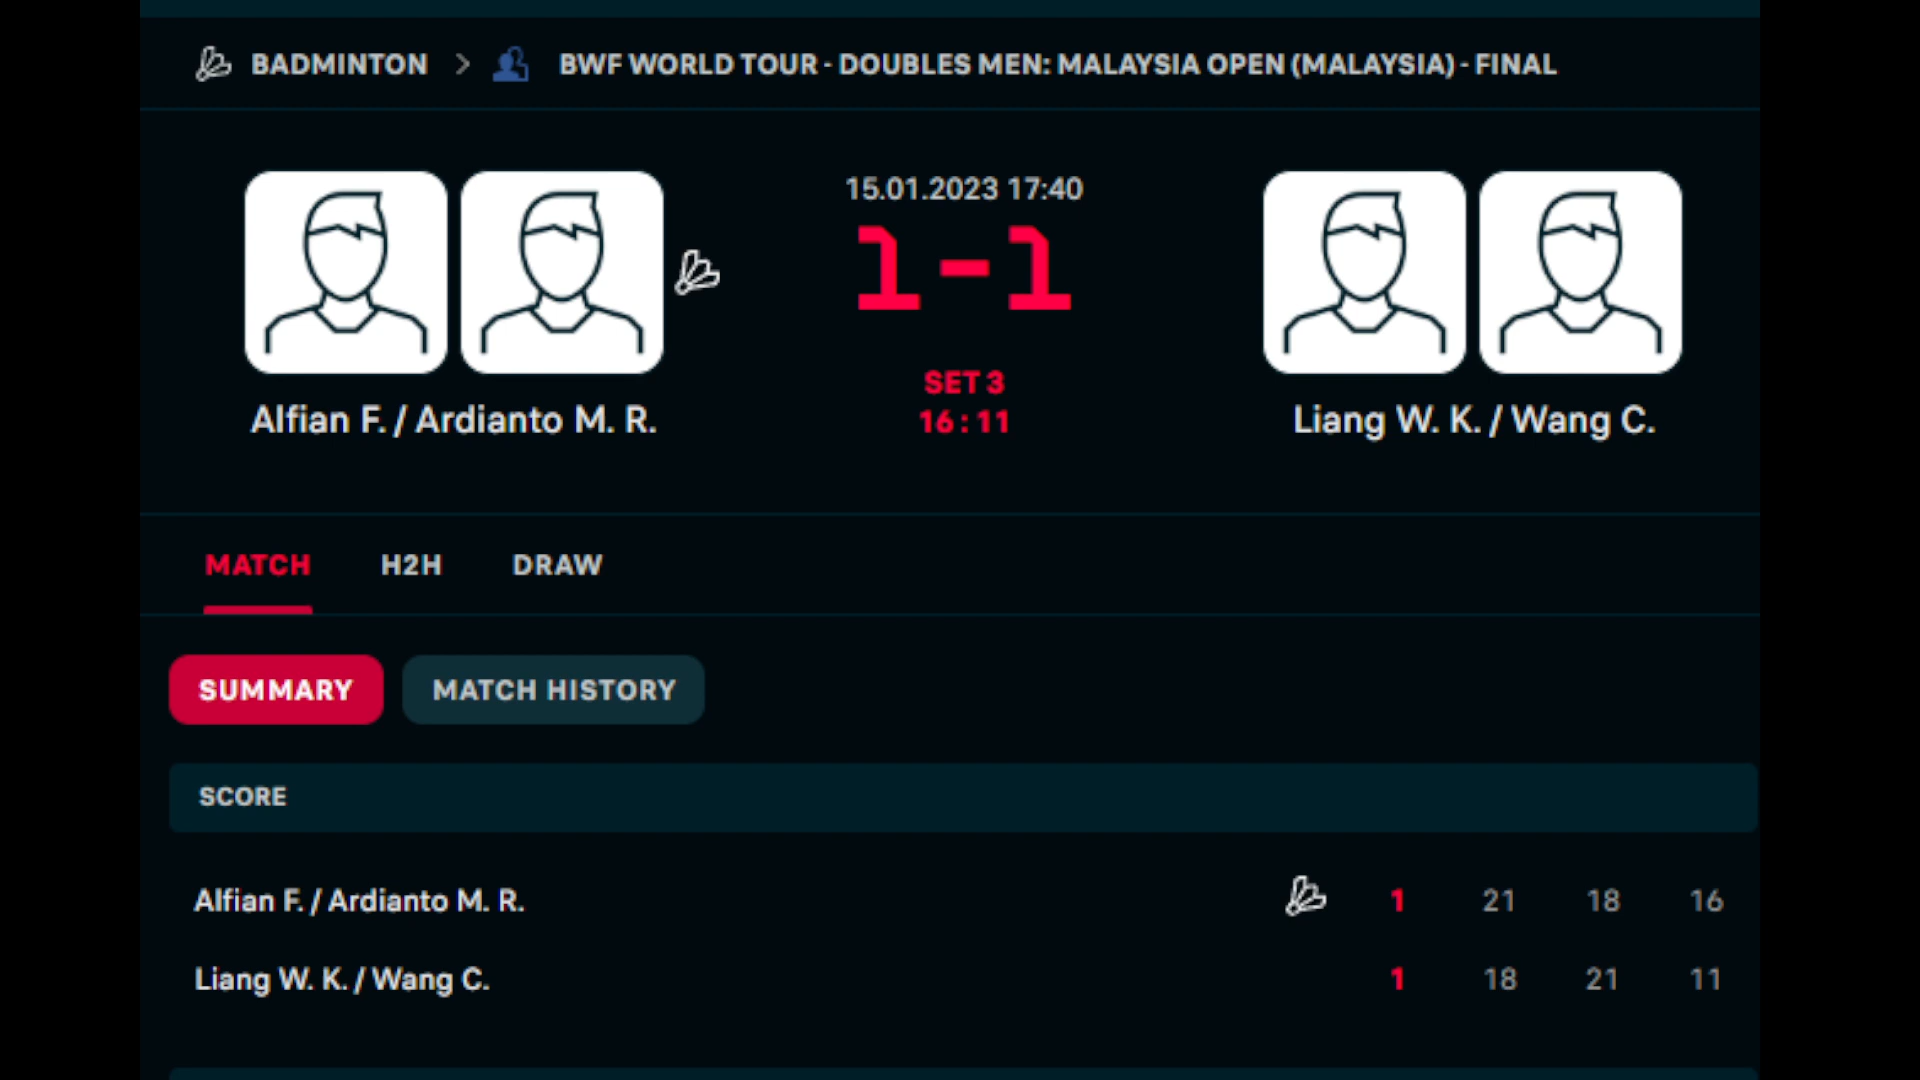 BADMINTON > BWF WORLD TOUR - DOUBLES MEN: MALAYSIA OPEN (MALAYSIA) - FINAL
15.01.2023 17:40
1-1
SET 3
16 : 11
Alfian F. / Ardianto M. R.
Liang W. K. / Wang C.
MATCH H2H DRAW
SUMMARY MATCH HISTORY
SCORE
Alfian F. / Ardianto M. R. 1 21 18 16
Liang W. K. / Wang C. 1 18 21 11